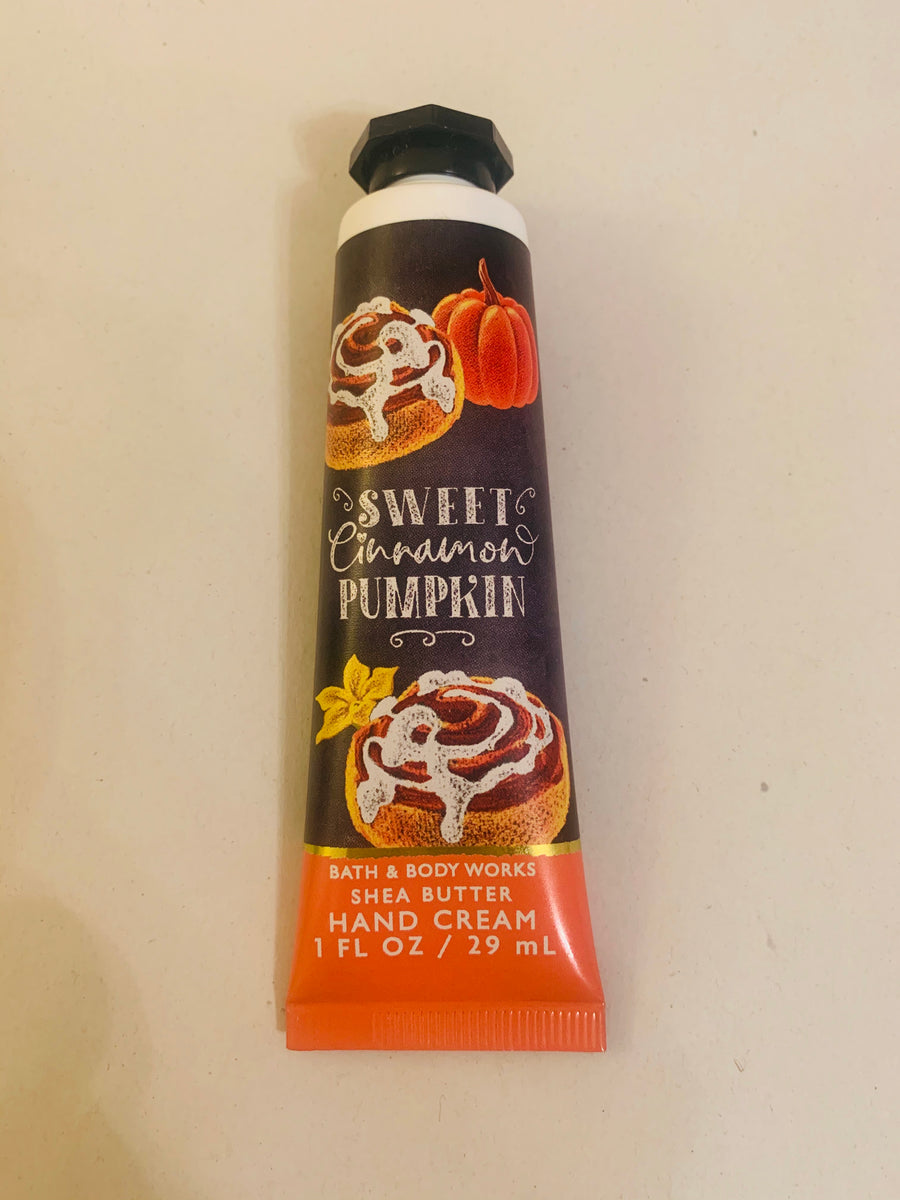 SWEET
Cinnamon
PUMPKIN
BATH & BODY WORKS
SHEA BUTTER
HAND CREAM
1 FL OZ / 29 mL